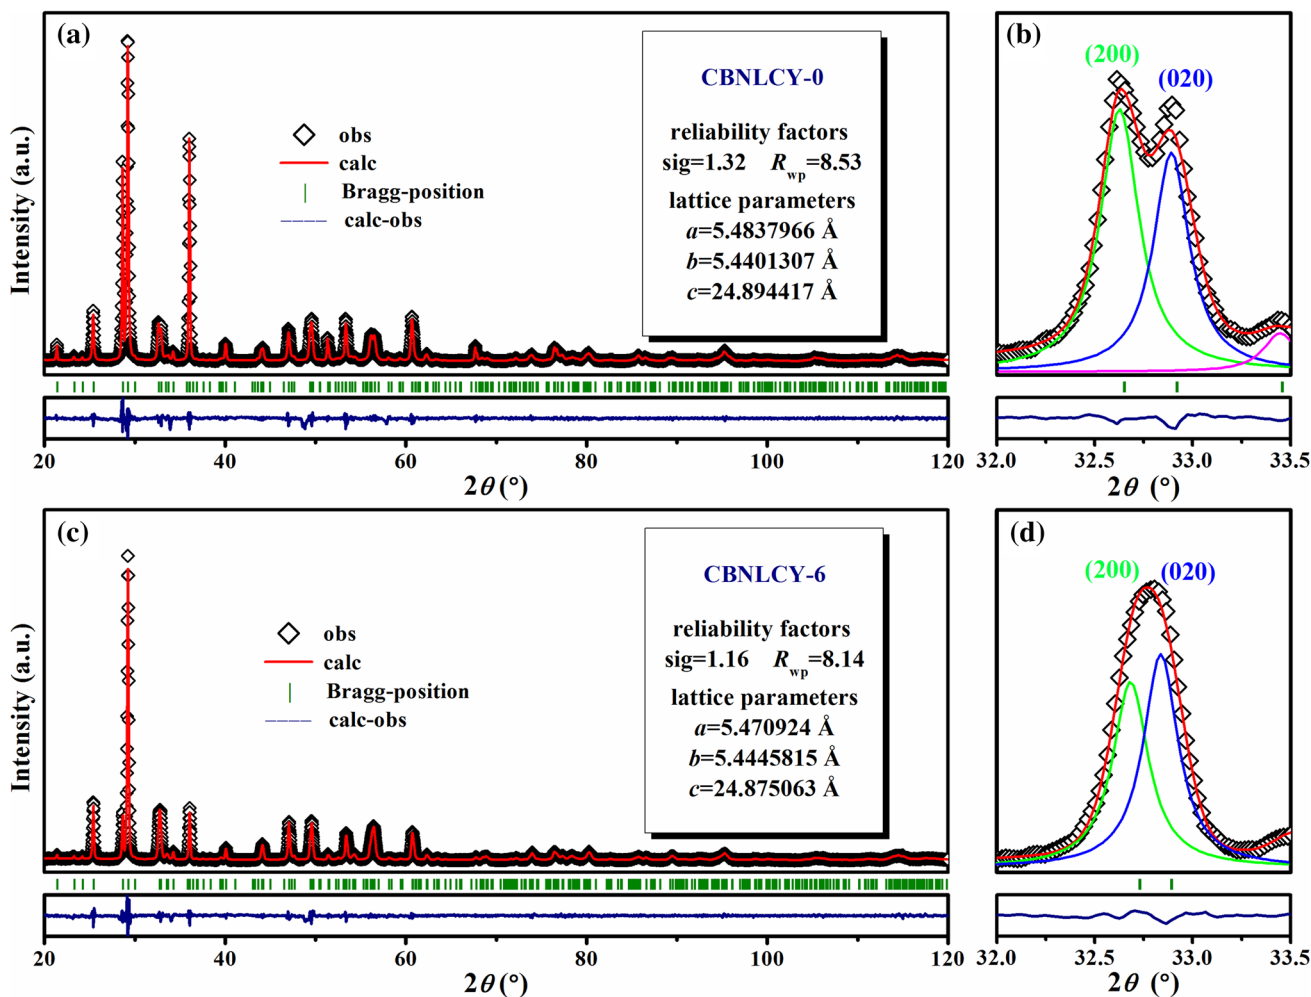 (a)
Intensity (a.u.)
obs
calc
Bragg-position
calc-obs
CBNLCY-0
reliability factors
sig=1.32 Rwp=8.53
lattice parameters
a=5.4837966 Å
b=5.4401307 Å
c=24.894417 Å
20 40 60 80 100 120
2θ (°)
(b)
(200)
(020)
32.0 32.5 33.0 33.5
2θ (°)
(c)
Intensity (a.u.)
obs
calc
Bragg-position
calc-obs
CBNLCY-6
reliability factors
sig=1.16 Rwp=8.14
lattice parameters
a=5.470924 Å
b=5.4445815 Å
c=24.875063 Å
20 40 60 80 100 120
2θ (°)
(d)
(200) (020)
32.0 32.5 33.0 33.5
2θ (°)